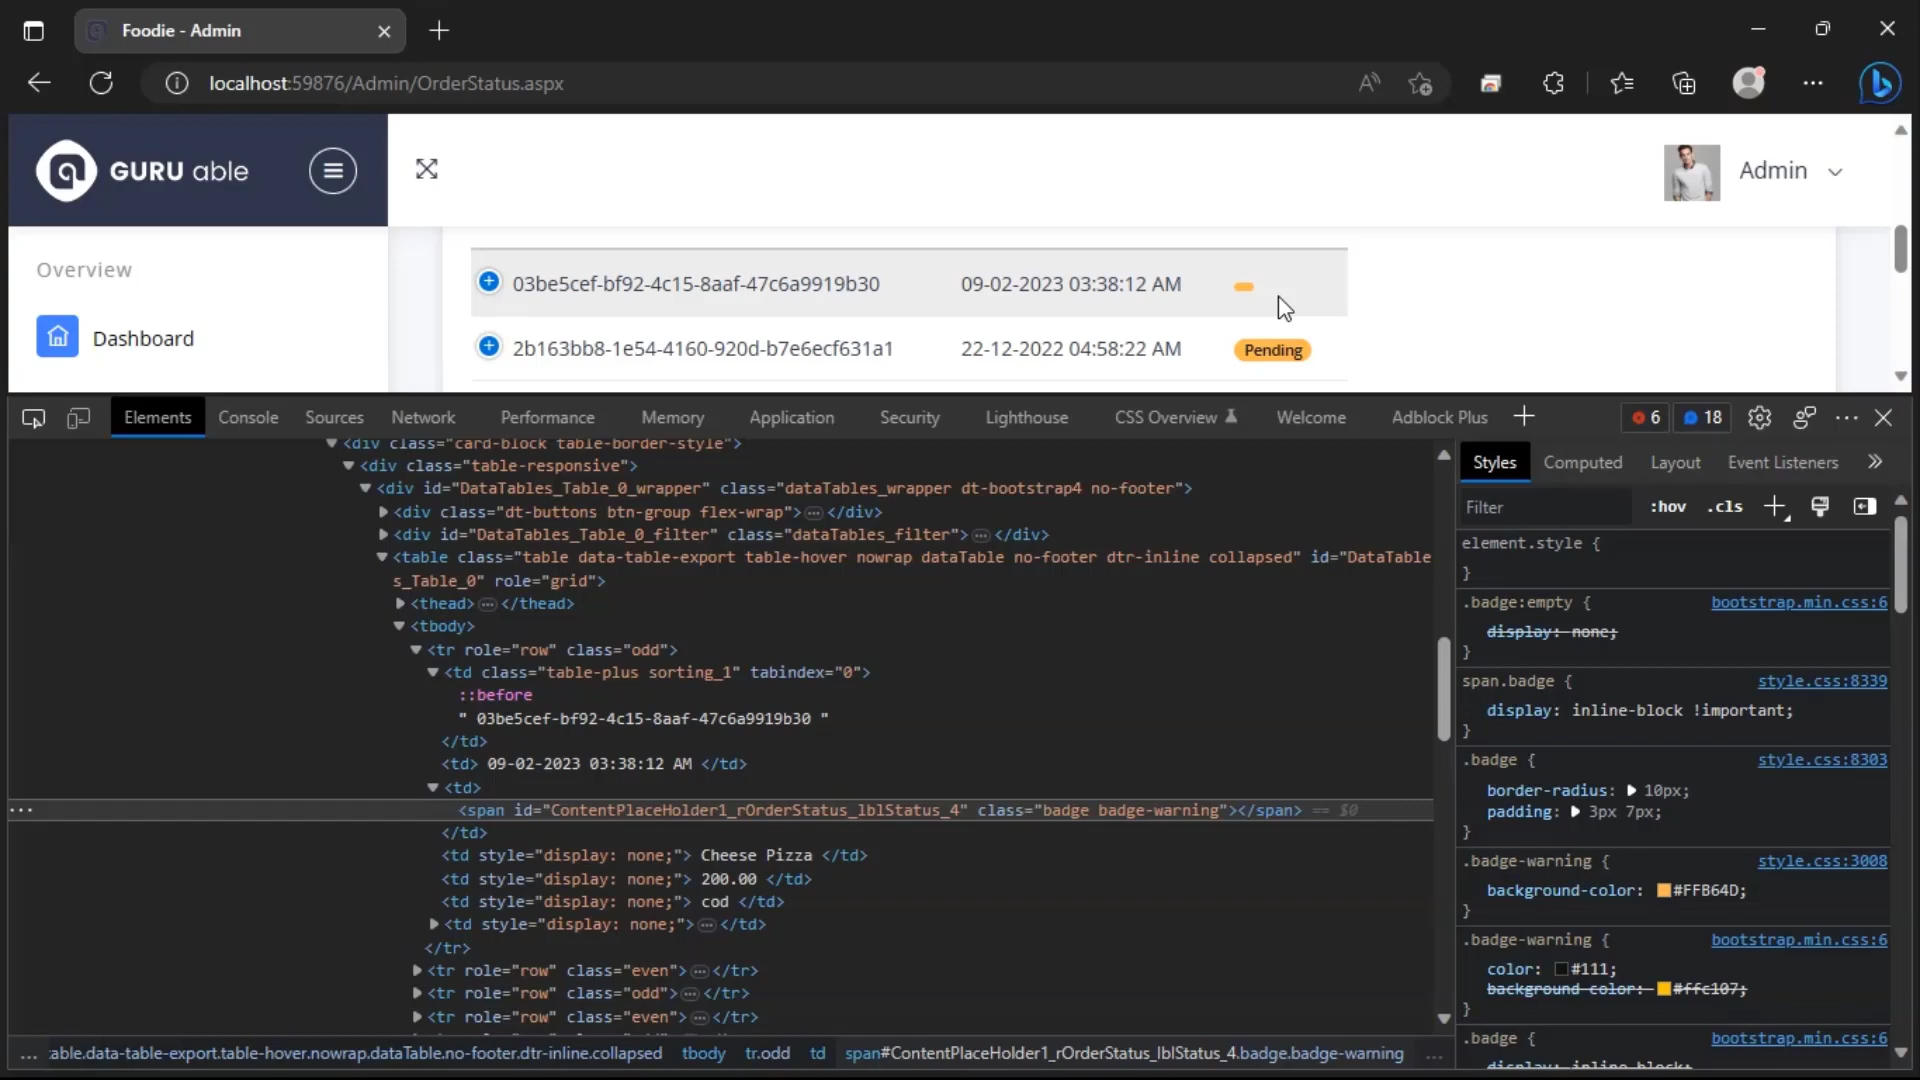 Foodie - Admin
localhost:59876/Admin/OrderStatus.aspx
GURU able
Admin
Overview
03be5cef-bf92-4c15-8aaf-47c6a9919b30 09-02-2023 03:38:12 AM
Dashboard
2b163bb8-1e54-4160-920d-b7e6ecf631a1 22-12-2022 04:58:22 AM Pending
Elements Console Sources Network Performance Memory Application Security Lighthouse CSS Overview Welcome Adblock Plus 6 18
<div class="card-block table-border-style">
<div class="table-responsive">
<div id="DataTables_Table_0_wrapper" class="dataTables_wrapper dt-bootstrap4 no-footer">
<div class="dt-buttons btn-group flex-wrap">…</div>
<div id="DataTables_Table_0_filter" class="dataTables_filter">…</div>
<table class="table data-table-export table-hover nowrap dataTable no-footer dtr-inline collapsed" id="DataTable
s_Table_0" role="grid">
<thead>…</thead>
<tbody>
<tr role="row" class="odd">
<td class="table-plus sorting_1" tabindex="0">
::before
" 03be5cef-bf92-4c15-8aaf-47c6a9919b30 "
</td>
<td> 09-02-2023 03:38:12 AM </td>
<td>
… <span id="ContentPlaceHolder1_rOrderStatus_lblStatus_4" class="badge badge-warning"></span> == $0
</td>
<td style="display: none;"> Cheese Pizza </td>
<td style="display: none;"> 200.00 </td>
<td style="display: none;"> cod </td>
<td style="display: none;">…</td>
</tr>
<tr role="row" class="even">…</tr>
<tr role="row" class="odd">…</tr>
<tr role="row" class="even">…</tr>
... able.data-table-export.table-hover.nowrap.dataTable.no-footer.dtr-inline.collapsed tbody tr.odd td span#ContentPlaceHolder1_rOrderStatus_lblStatus_4.badge.badge-warning ...
Styles Computed Layout Event Listeners
Filter :hov .cls
element.style {
}
.badge:empty { bootstrap.min.css:6
display: none;
}
span.badge { style.css:8339
display: inline-block !important;
}
.badge { style.css:8303
border-radius: 10px;
padding: 3px 7px;
}
.badge-warning { style.css:3008
background-color: #FFB64D;
}
.badge-warning { bootstrap.min.css:6
color: #111;
background-color: #ffc107;
}
.badge { bootstrap.min.css:6
display: inline-block;